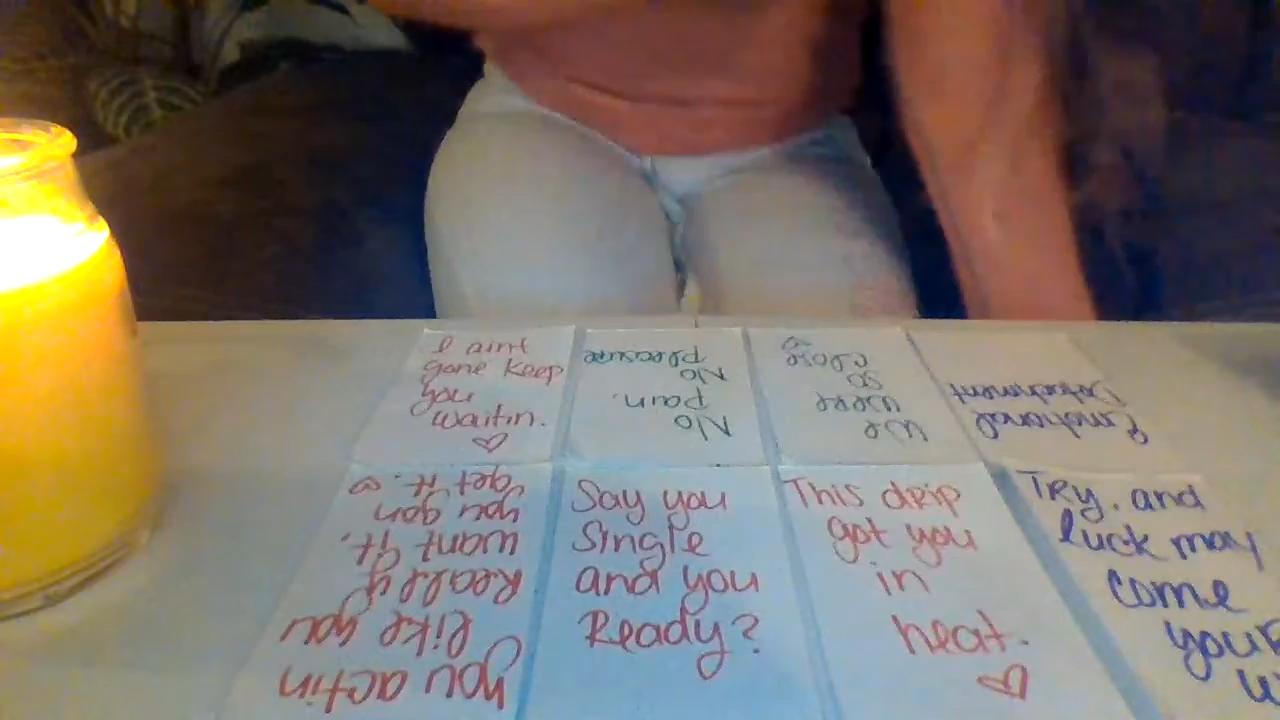 I aint
gone keep
you
waitin.
No
pain.
No
pleasure
We
were
so
close
Emotional
Detachment
You actin
like you
Really
want it.
you gon
get it.
Say you
Single
and you
Ready?
This drip
got you
in
heat.
Try. and
luck may
come
your